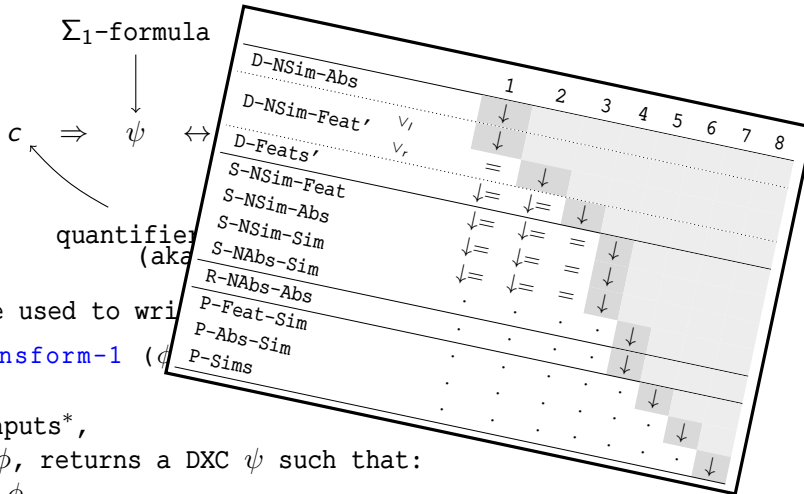 Σ₁-formula
c ⇒ ψ ↔
quantifier
(aka
e used to wri
nsform-1 (ϕ
puts*,
ϕ, returns a DXC ψ such that:
ϕ
1 2 3 4 5 6 7 8
D-NSim-Abs ↓
D-NSim-Feat’ ∨ₗ ↓
∨ᵣ = ↓
D-Feats’ ↓= ↓= ↓
S-NSim-Feat ↓= ↓= = ↓
S-NSim-Abs ↓= ↓= = ↓
S-NSim-Sim ↓= ↓= = ↓
S-NAbs-Sim . . . . ↓
R-NAbs-Abs . . . . ↓
P-Feat-Sim . . . . . ↓
P-Abs-Sim . . . . . . ↓
P-Sims . . . . . . . ↓